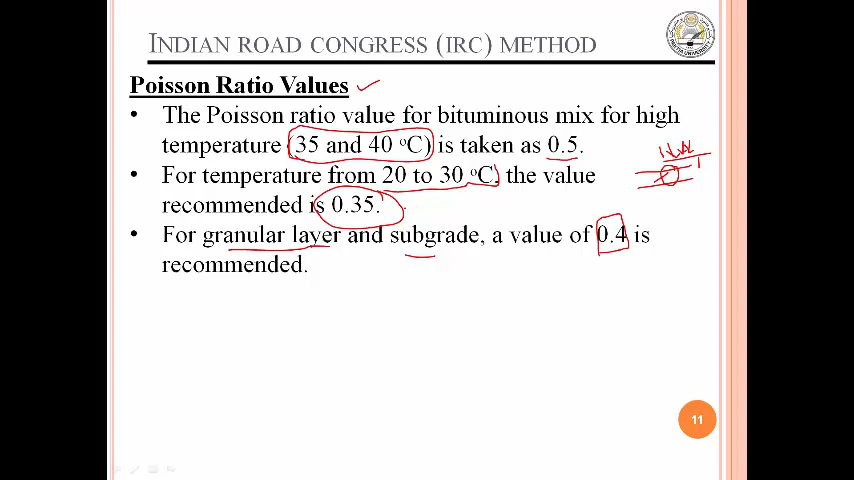 INDIAN ROAD CONGRESS (IRC) METHOD
Poisson Ratio Values
• The Poisson ratio value for bituminous mix for high
temperature (35 and 40 ᵒC) is taken as 0.5.
• For temperature from 20 to 30 ᵒC, the value
recommended is 0.35.
• For granular layer and subgrade, a value of 0.4 is
recommended.
11